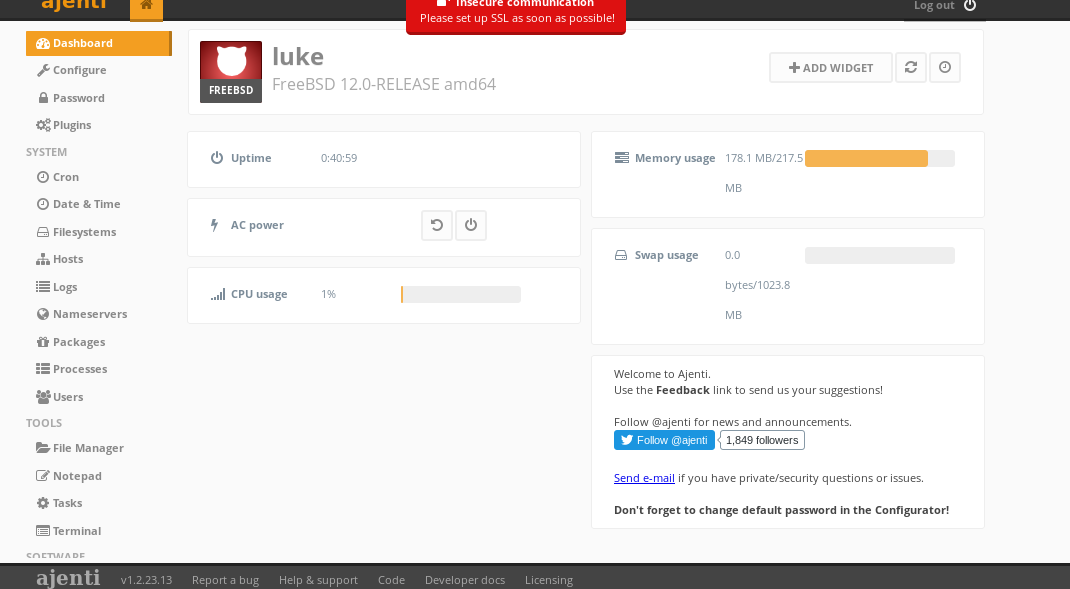 ajenti
Insecure communication
Please set up SSL as soon as possible!
Log out
Dashboard
Configure
Password
Plugins
SYSTEM
Cron
Date & Time
Filesystems
Hosts
Logs
Nameservers
Packages
Processes
Users
TOOLS
File Manager
Notepad
Tasks
Terminal
SOFTWARE
FREEBSD
luke
FreeBSD 12.0-RELEASE amd64
ADD WIDGET
Uptime 0:40:59
AC power
CPU usage 1%
Memory usage 178.1 MB/217.5
MB
Swap usage 0.0
bytes/1023.8
MB
Welcome to Ajenti.
Use the Feedback link to send us your suggestions!
Follow @ajenti for news and announcements.
Follow @ajenti 1,849 followers
Send e-mail if you have private/security questions or issues.
Don't forget to change default password in the Configurator!
ajenti v1.2.23.13 Report a bug Help & support Code Developer docs Licensing